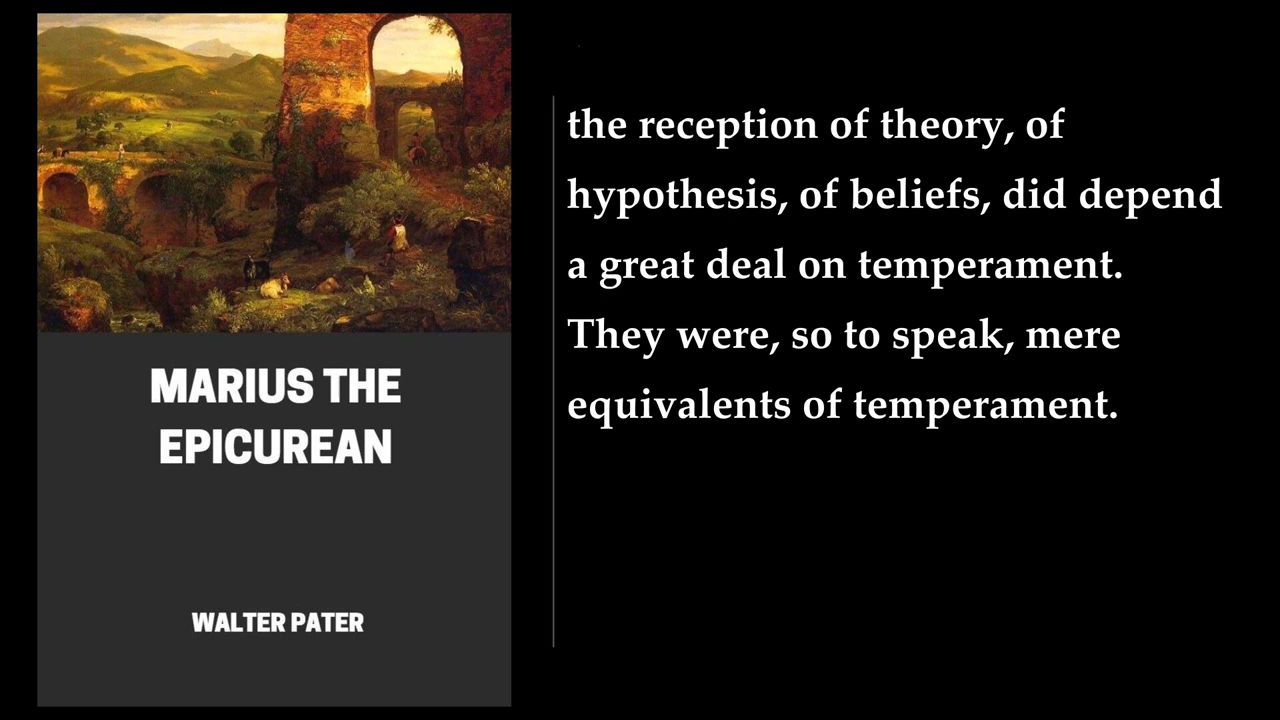 MARIUS THE
EPICUREAN
WALTER PATER
the reception of theory, of
hypothesis, of beliefs, did depend
a great deal on temperament.
They were, so to speak, mere
equivalents of temperament.